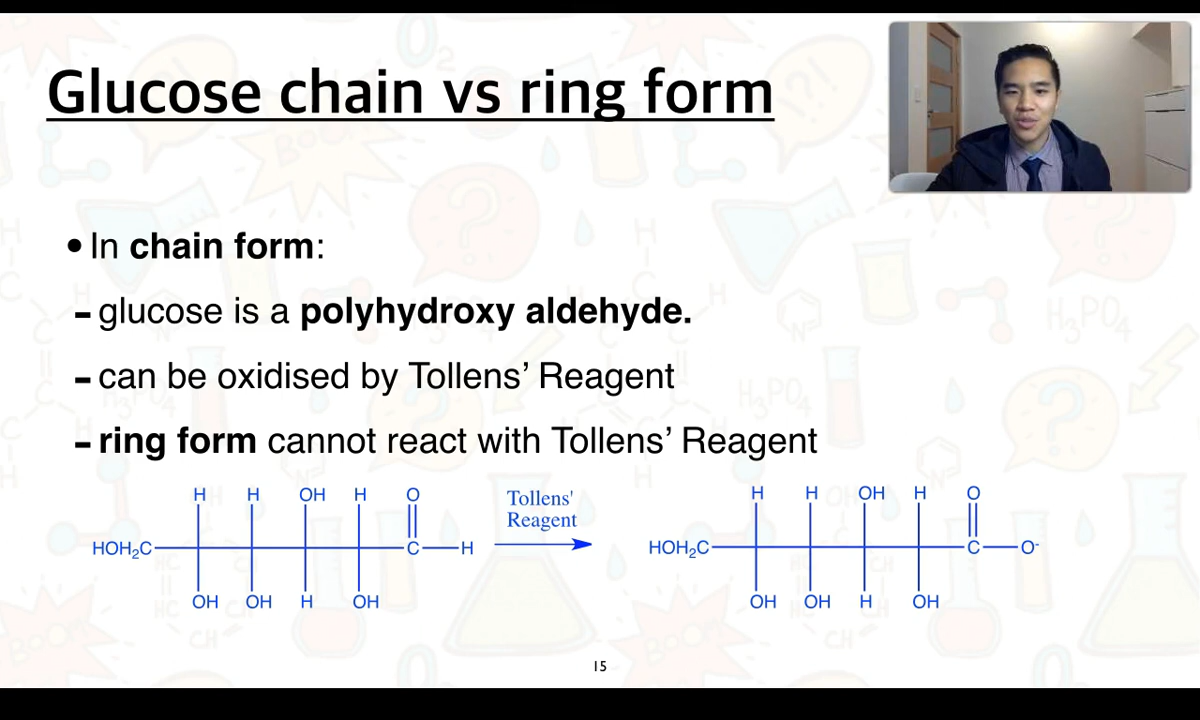 Glucose chain vs ring form
•In chain form:
-glucose is a polyhydroxy aldehyde.
-can be oxidised by Tollens’ Reagent
-ring form cannot react with Tollens’ Reagent
H H OH H O
HOH₂C C H
OH OH H OH
Tollens'
Reagent
H H OH H O
HOH₂C C O⁻
OH OH H OH
15